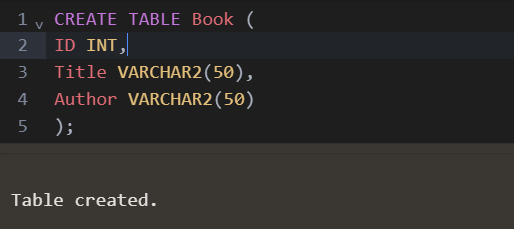 1 CREATE TABLE Book (
2 ID INT,
3 Title VARCHAR2(50),
4 Author VARCHAR2(50)
5 );
Table created.